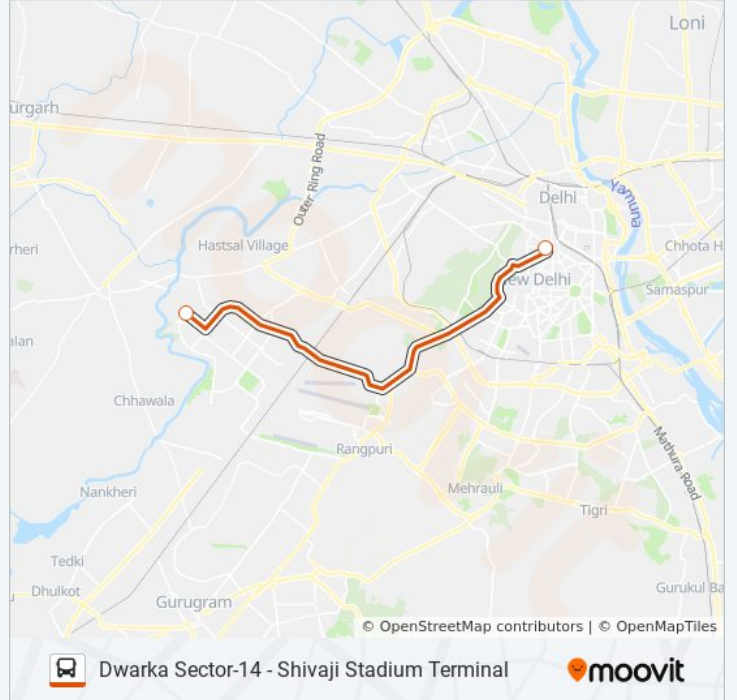 Loni
urgarh
Outer Ring Road
Yamuna
Delhi
rheri
Hastsal Village
Chhota H
ew Delhi
Samaspur
alan
Chhawala
Rangpuri
Mathura Road
Nankheri
Mehrauli
Tigri
Tedki
Dhulkot
Gurugram
Gurukul Ba
© OpenStreetMap contributors | © OpenMapTiles
Dwarka Sector-14 - Shivaji Stadium Terminal
moovit